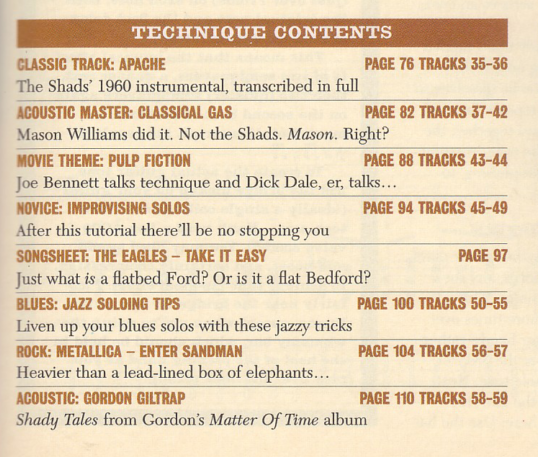 TECHNIQUE CONTENTS
CLASSIC TRACK: APACHE PAGE 76 TRACKS 35–36
The Shads' 1960 instrumental, transcribed in full
ACOUSTIC MASTER: CLASSICAL GAS PAGE 82 TRACKS 37–42
Mason Williams did it. Not the Shads. Mason. Right?
MOVIE THEME: PULP FICTION PAGE 88 TRACKS 43–44
Joe Bennett talks technique and Dick Dale, er, talks…
NOVICE: IMPROVISING SOLOS PAGE 94 TRACKS 45–49
After this tutorial there'll be no stopping you
SONGSHEET: THE EAGLES – TAKE IT EASY PAGE 97
Just what is a flatbed Ford? Or is it a flat Bedford?
BLUES: JAZZ SOLOING TIPS PAGE 100 TRACKS 50–55
Liven up your blues solos with these jazzy tricks
ROCK: METALLICA – ENTER SANDMAN PAGE 104 TRACKS 56–57
Heavier than a lead-lined box of elephants…
ACOUSTIC: GORDON GILTRAP PAGE 110 TRACKS 58–59
Shady Tales from Gordon's Matter Of Time album